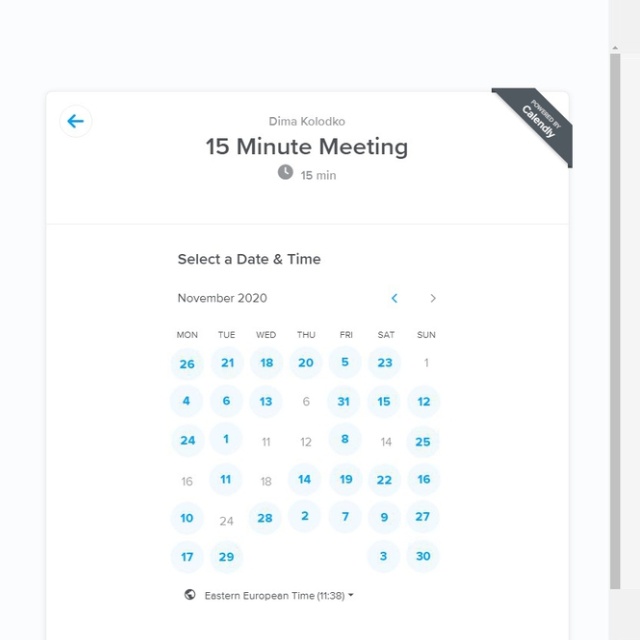 POWERED BY
Calendly
Dima Kolodko
15 Minute Meeting
15 min
Select a Date & Time
November 2020
MON TUE WED THU FRI SAT SUN
26 21 18 20 5 23 1
4 6 13 6 31 15 12
24 1 11 12 8 14 25
16 11 18 14 19 22 16
10 24 28 2 7 9 27
17 29 3 30
Eastern European Time (11:38)